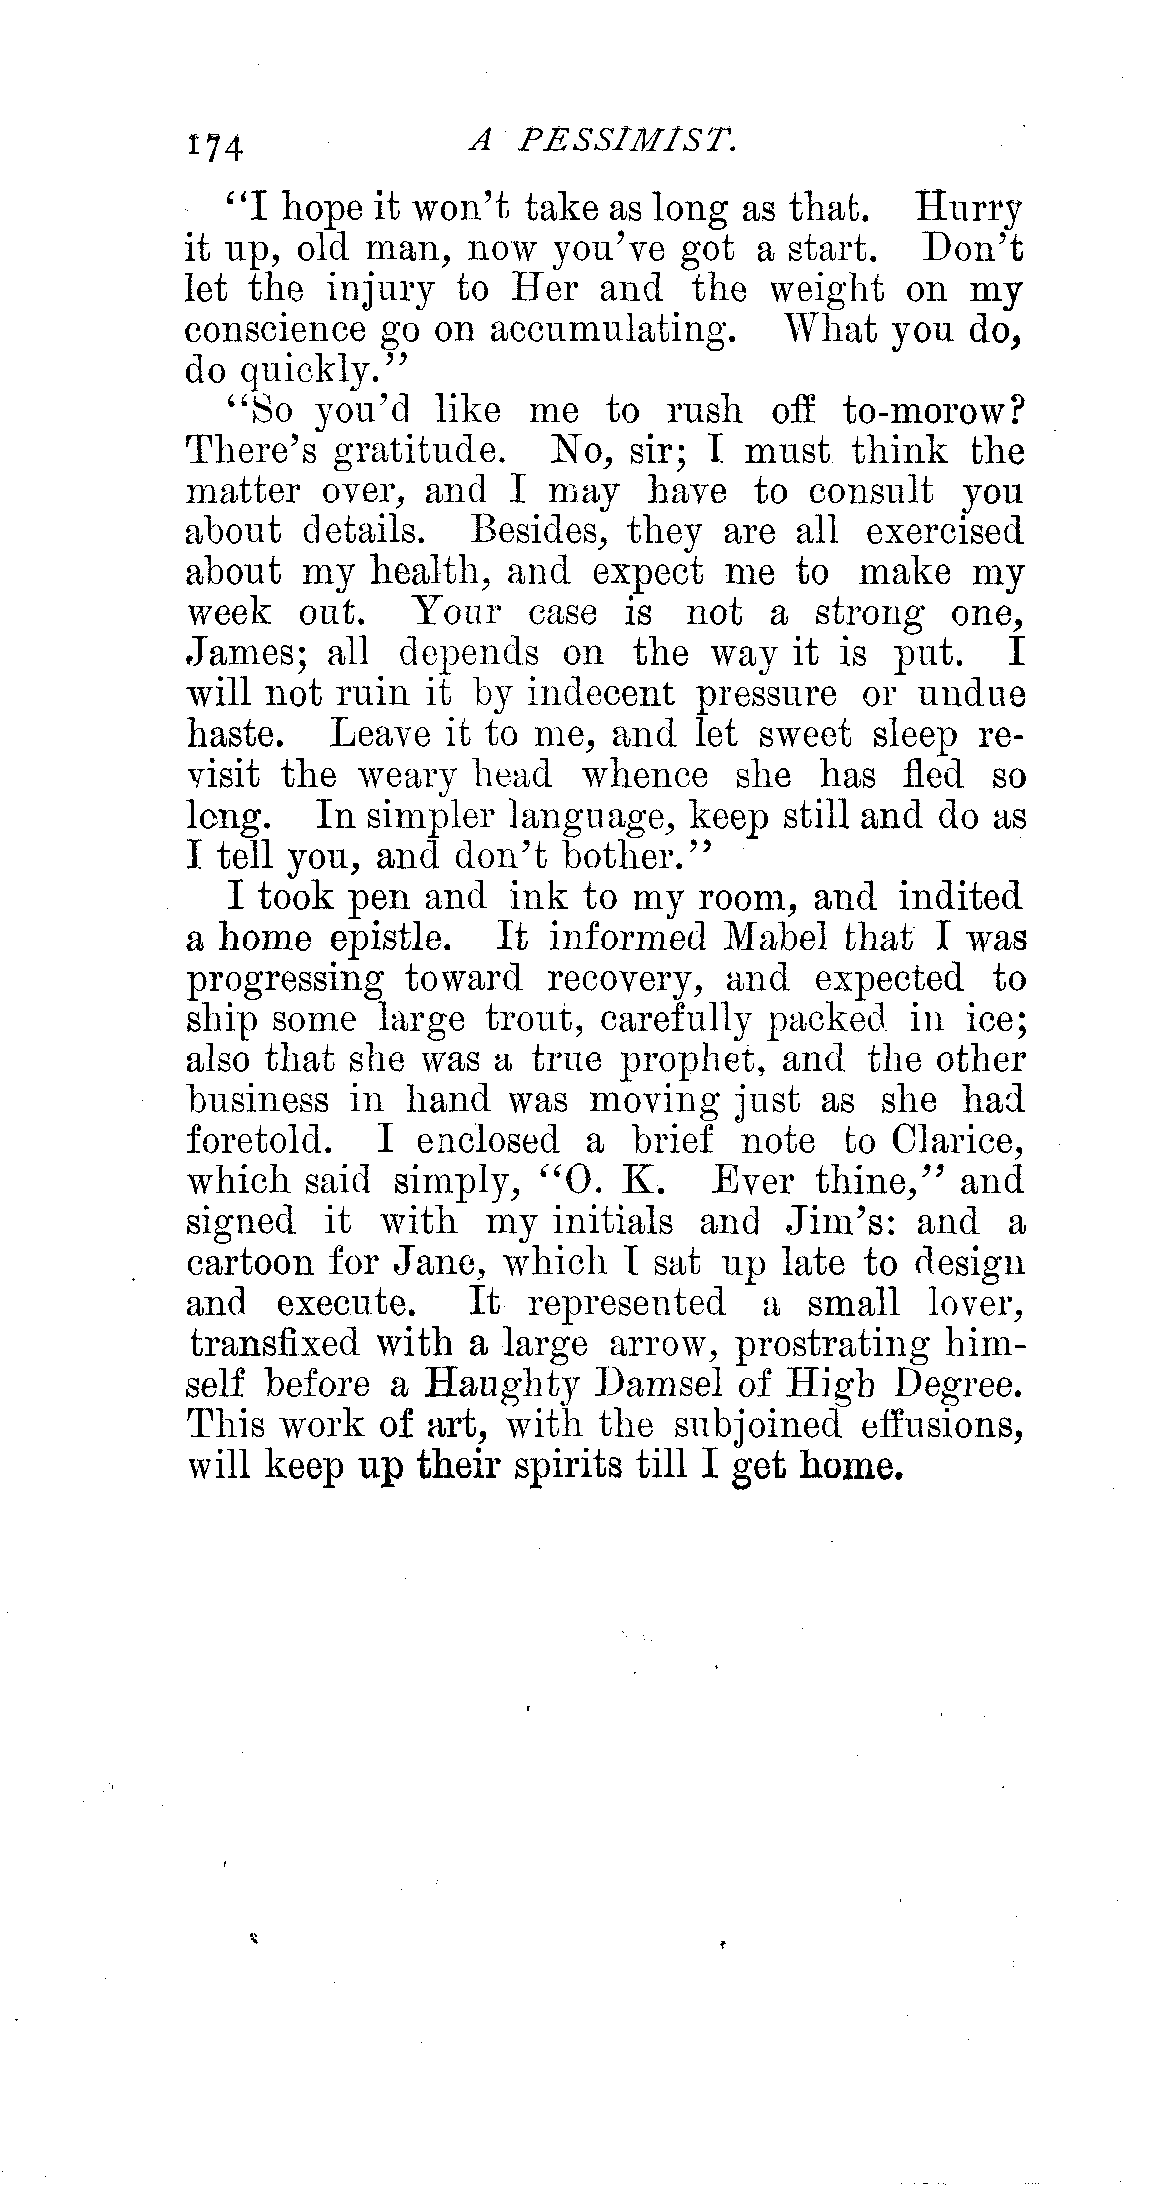 174 A PESSIMIST.
“I hope it won’t take as long as that. Hurry
it up, old man, now you’ve got a start. Don’t
let the injury to Her and the weight on my
conscience go on accumulating. What you do,
do quickly.”
“So you’d like me to rush off to-morow?
There’s gratitude. No, sir; I must think the
matter over, and I may have to consult you
about details. Besides, they are all exercised
about my health, and expect me to make my
week out. Your case is not a strong one,
James; all depends on the way it is put. I
will not ruin it by indecent pressure or undue
haste. Leave it to me, and let sweet sleep re-
visit the weary head whence she has fled so
long. In simpler language, keep still and do as
I tell you, and don’t bother.”
I took pen and ink to my room, and indited
a home epistle. It informed Mabel that I was
progressing toward recovery, and expected to
ship some large trout, carefully packed in ice;
also that she was a true prophet, and the other
business in hand was moving just as she had
foretold. I enclosed a brief note to Clarice,
which said simply, “O. K. Ever thine,” and
signed it with my initials and Jim’s: and a
cartoon for Jane, which I sat up late to design
and execute. It represented a small lover,
transfixed with a large arrow, prostrating him-
self before a Haughty Damsel of High Degree.
This work of art, with the subjoined effusions,
will keep up their spirits till I get home.